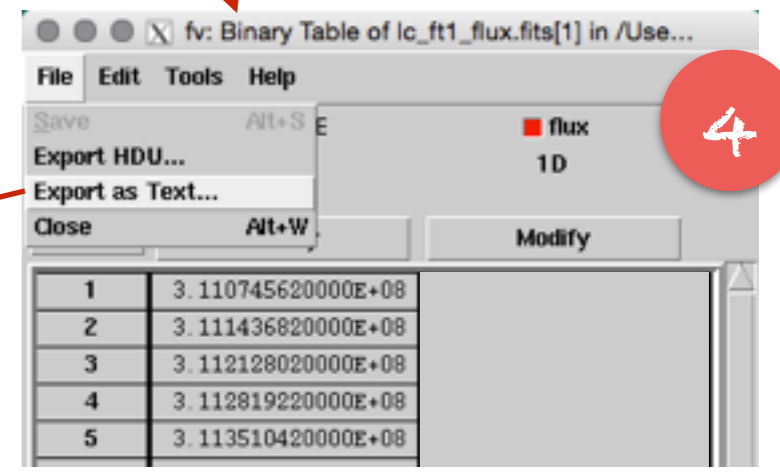 fv: Binary Table of lc_ft1_flux.fits[1] in /Use...
File Edit Tools Help
Save Alt+S
E
flux
Export HDU...
1D
Export as Text...
Close Alt+W
Modify
4
1 3.110745620000E+08
2 3.111436820000E+08
3 3.112128020000E+08
4 3.112819220000E+08
5 3.113510420000E+08